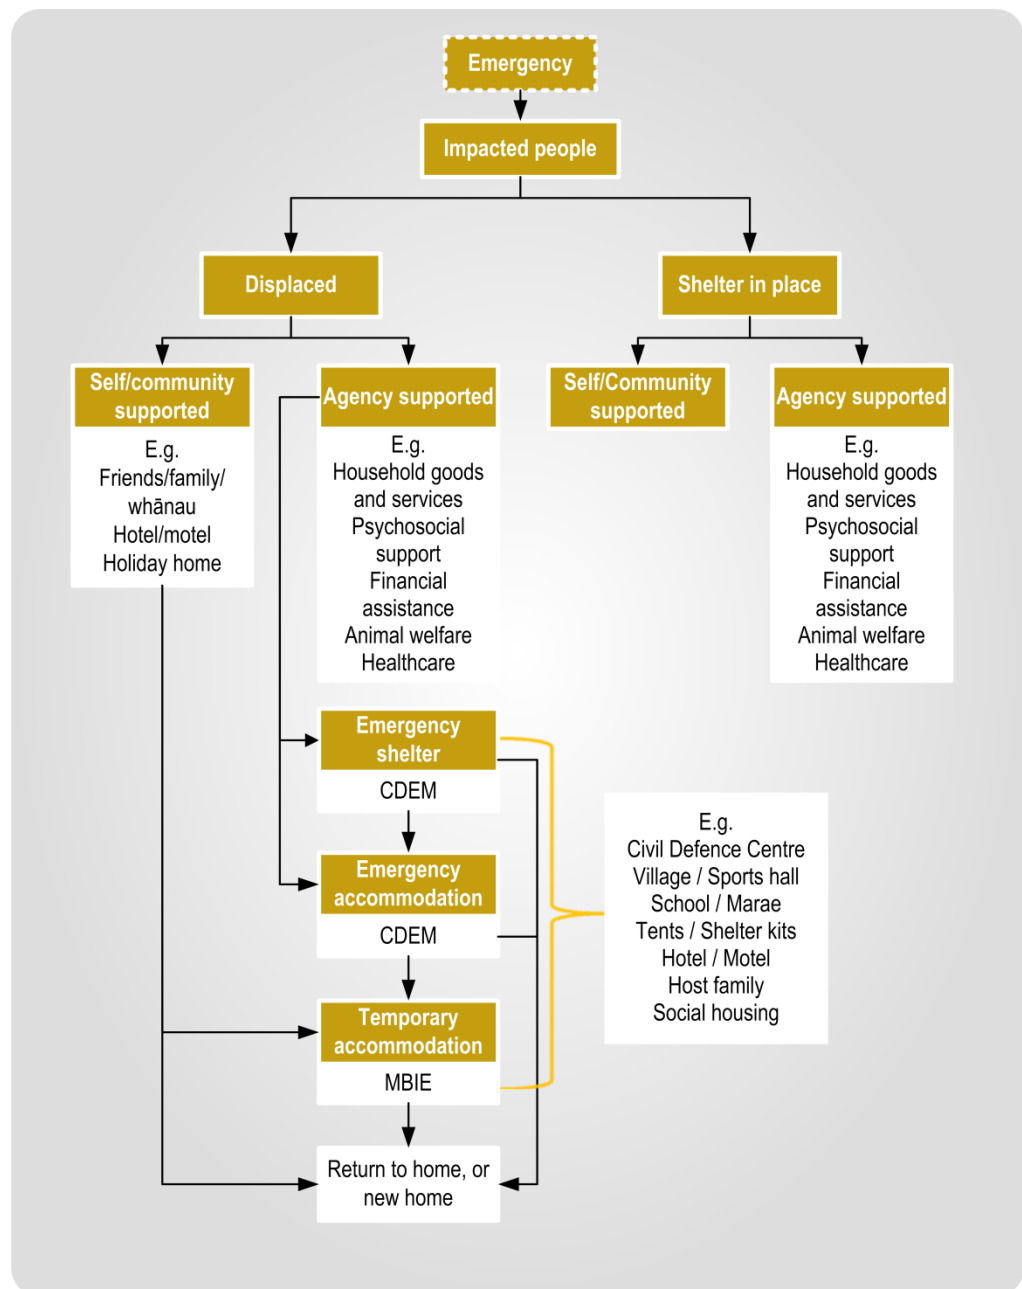 Emergency
Impacted people
Displaced
Shelter in place
Self/community
supported
E.g.
Friends/family/
whānau
Hotel/motel
Holiday home
Agency supported
E.g.
Household goods
and services
Psychosocial
support
Financial
assistance
Animal welfare
Healthcare
Self/Community
supported
Agency supported
E.g.
Household goods
and services
Psychosocial
support
Financial
assistance
Animal welfare
Healthcare
Emergency
shelter
CDEM
Emergency
accommodation
CDEM
Temporary
accommodation
MBIE
E.g.
Civil Defence Centre
Village / Sports hall
School / Marae
Tents / Shelter kits
Hotel / Motel
Host family
Social housing
Return to home, or
new home